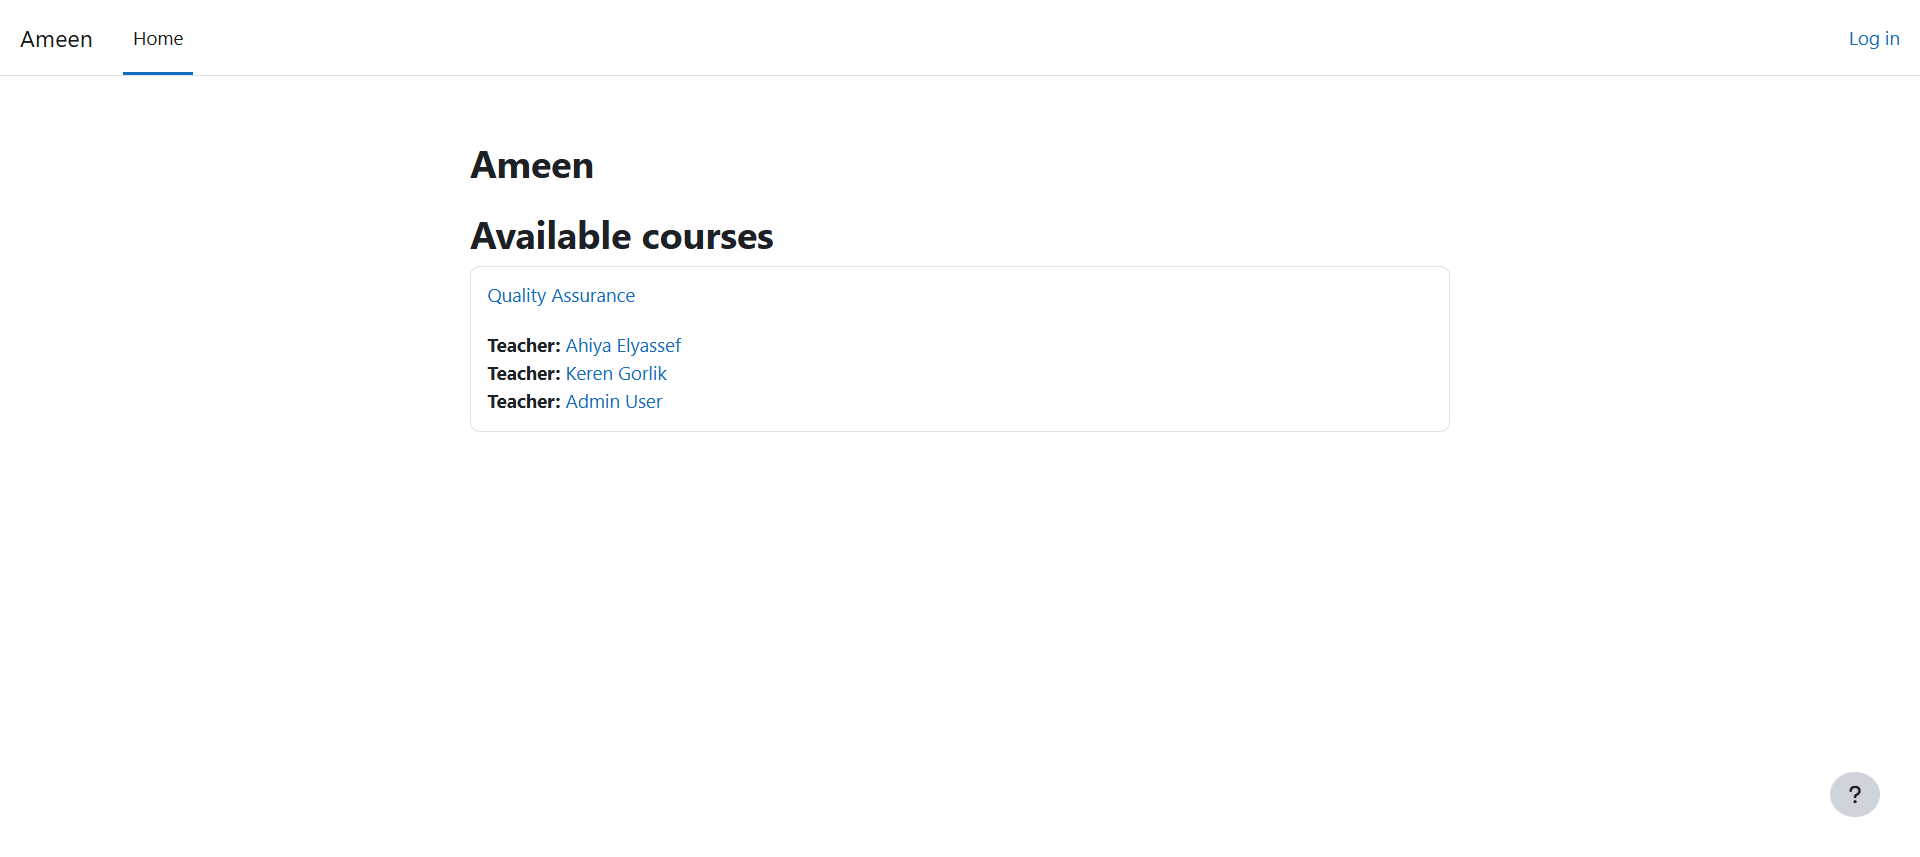 Ameen
Home
Log in
Ameen
Available courses
Quality Assurance
Teacher: Ahiya Elyassef
Teacher: Keren Gorlik
Teacher: Admin User
?